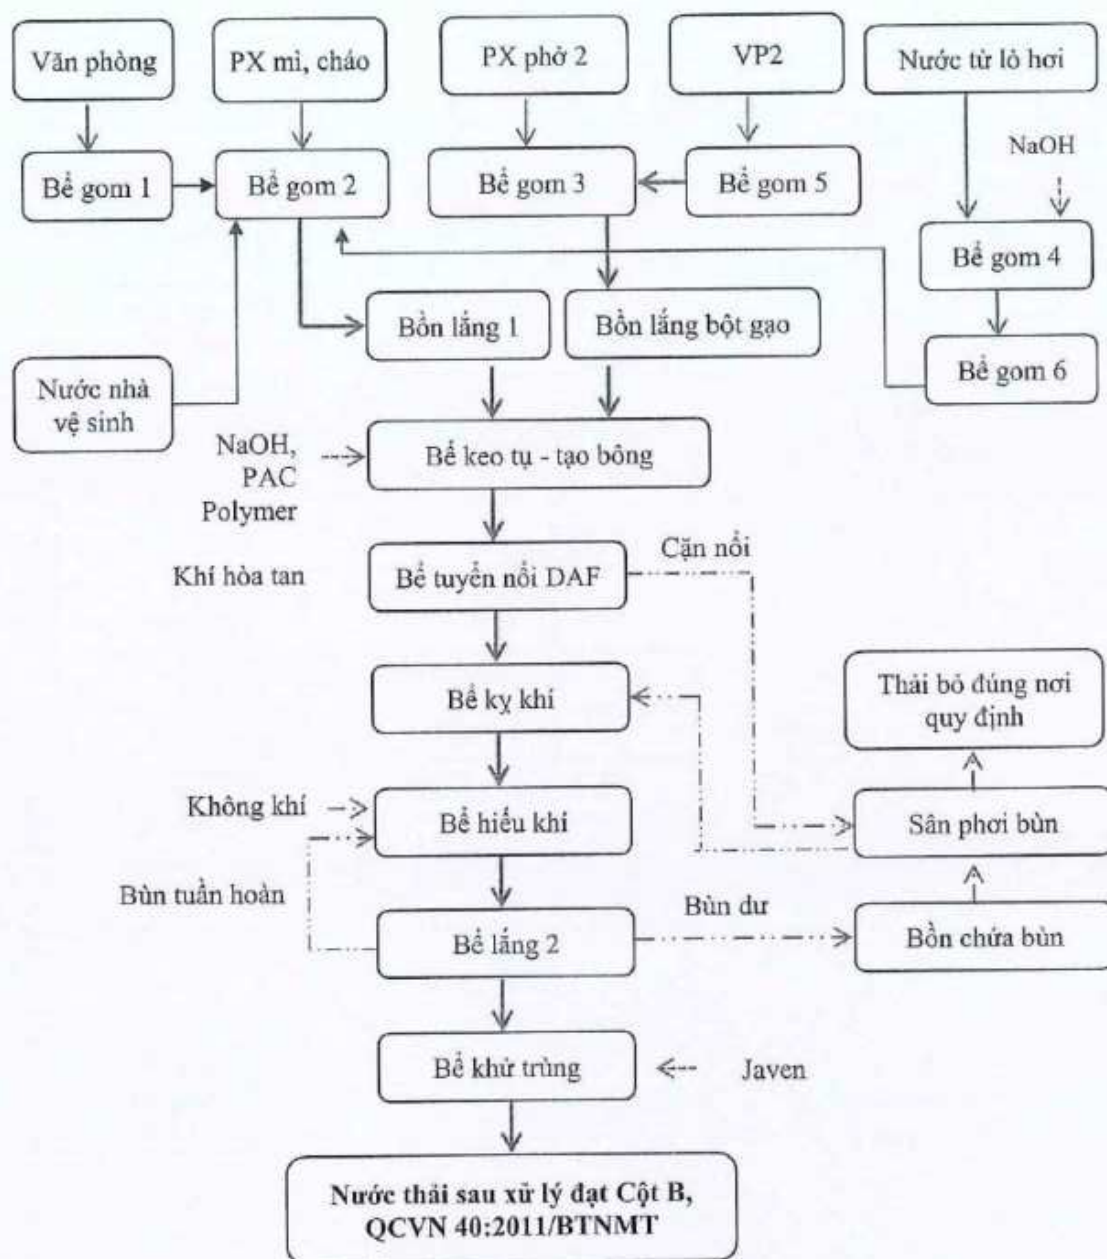 Văn phòng
PX mì, cháo
PX phở 2
VP2
Nước từ lò hơi
NaOH
Bể gom 1
Bể gom 2
Bể gom 3
Bể gom 5
Bể gom 4
Bồn lắng 1
Bồn lắng bột gạo
Bể gom 6
Nước nhà
vệ sinh
NaOH,
PAC
Polymer
Bể keo tụ - tạo bông
Cặn nổi
Khí hòa tan
Bể tuyển nổi DAF
Bể kỵ khí
Thải bỏ đúng nơi
quy định
Không khí
Bể hiếu khí
Sân phơi bùn
Bùn tuần hoàn
Bùn dư
Bể lắng 2
Bồn chứa bùn
Bể khử trùng
Javen
Nước thải sau xử lý đạt Cột B,
QCVN 40:2011/BTNMT